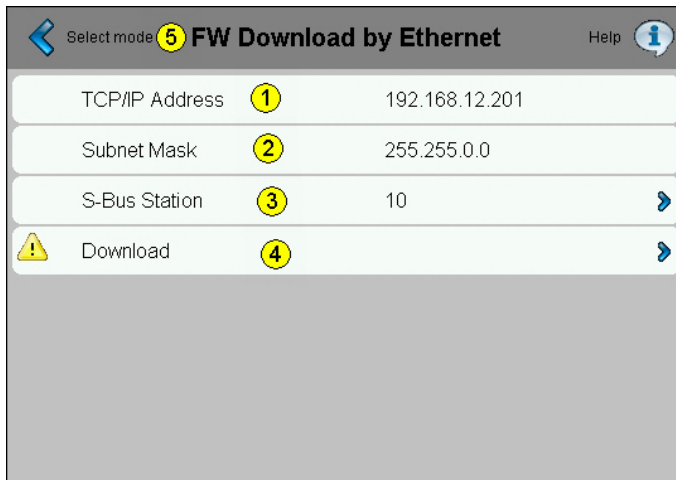 Select mode 5 FW Download by Ethernet Help
TCP/IP Address 1 192.168.12.201
Subnet Mask 2 255.255.0.0
S-Bus Station 3 10
Download 4